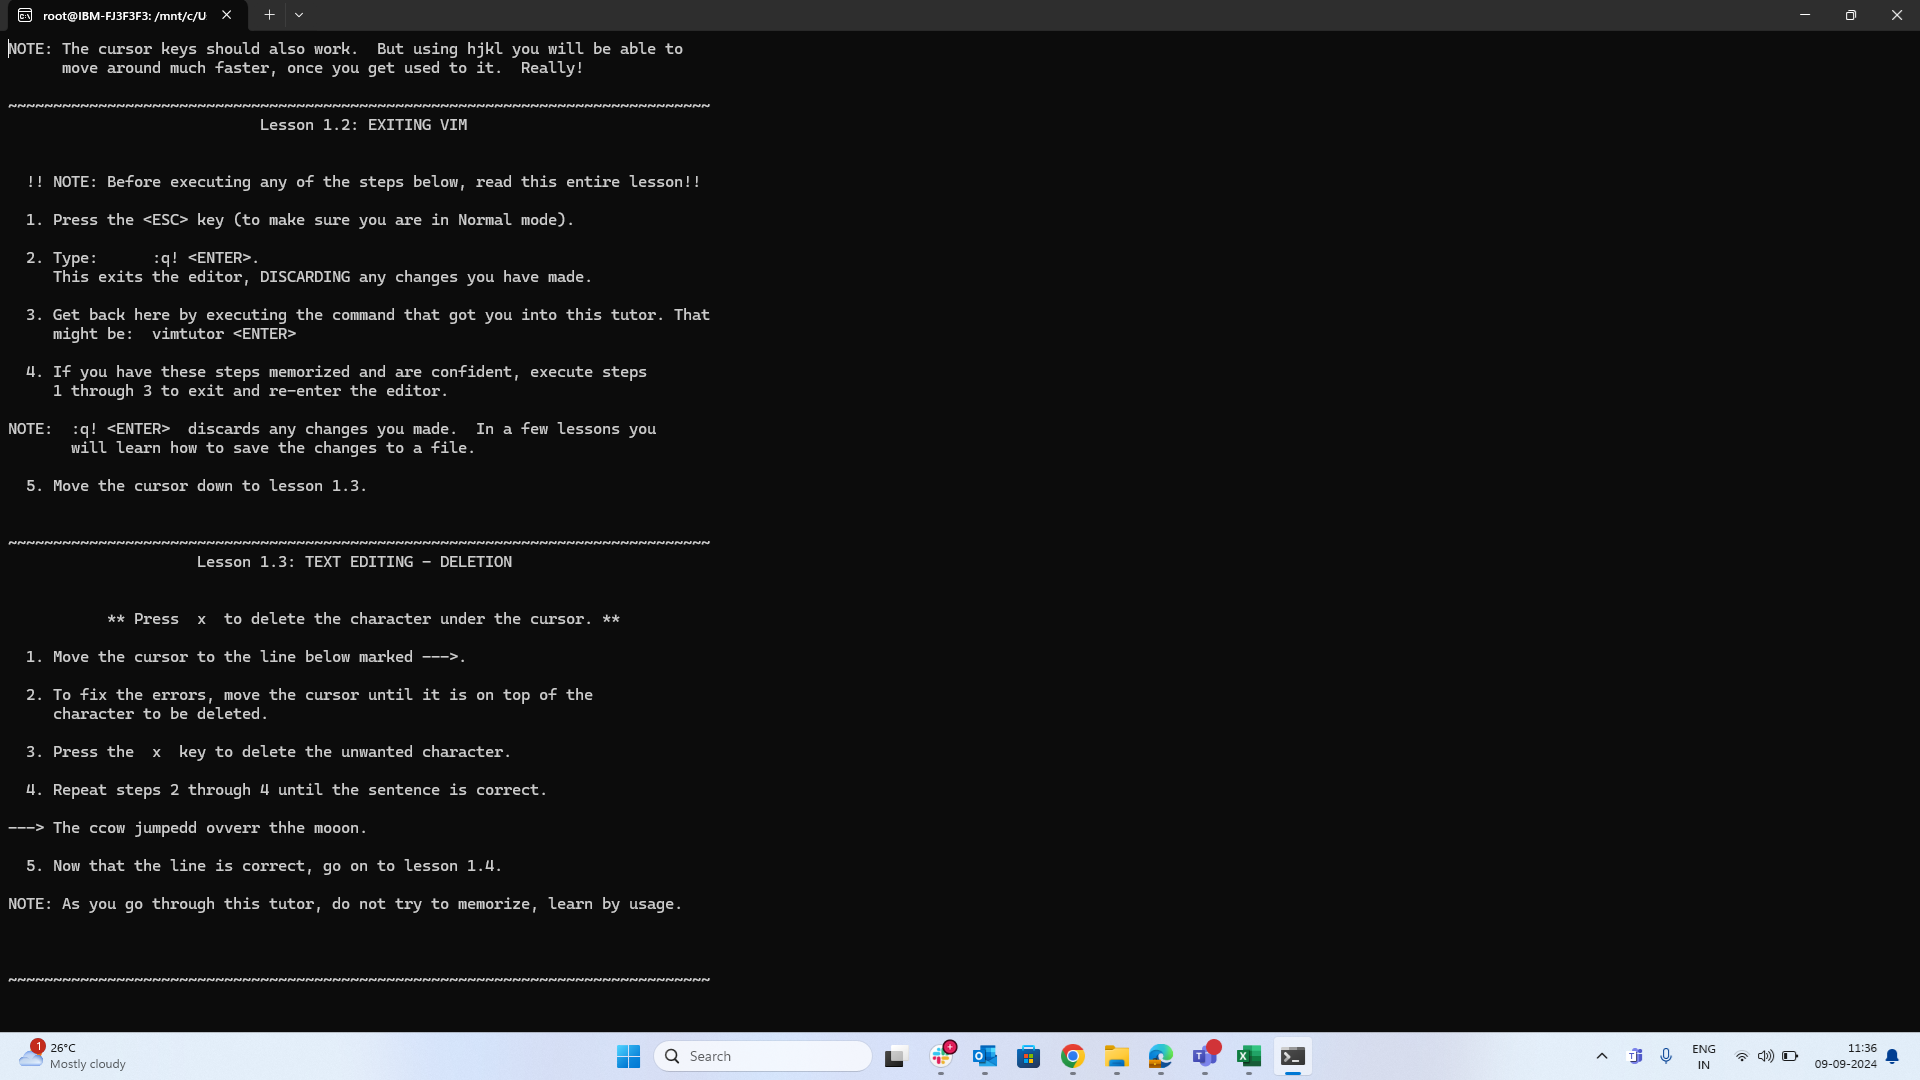 root@IBM-FJ3F3F3: /mnt/c/U
NOTE: The cursor keys should also work.  But using hjkl you will be able to
      move around much faster, once you get used to it.  Really!
~~~~~~~~~~~~~~~~~~~~~~~~~~~~~~~~~~~~~~~~~~~~~~~~~~~~~~~~~~~~~~~~~~~~~~~~~~~~~~
Lesson 1.2: EXITING VIM
!! NOTE: Before executing any of the steps below, read this entire lesson!!
1. Press the <ESC> key (to make sure you are in Normal mode).
2. Type:      :q! <ENTER>.
   This exits the editor, DISCARDING any changes you have made.
3. Get back here by executing the command that got you into this tutor. That
   might be:  vimtutor <ENTER>
4. If you have these steps memorized and are confident, execute steps
   1 through 3 to exit and re-enter the editor.
NOTE:  :q! <ENTER>  discards any changes you made.  In a few lessons you
       will learn how to save the changes to a file.
5. Move the cursor down to lesson 1.3.
~~~~~~~~~~~~~~~~~~~~~~~~~~~~~~~~~~~~~~~~~~~~~~~~~~~~~~~~~~~~~~~~~~~~~~~~~~~~~~
Lesson 1.3: TEXT EDITING - DELETION
** Press  x  to delete the character under the cursor. **
1. Move the cursor to the line below marked --->.
2. To fix the errors, move the cursor until it is on top of the
   character to be deleted.
3. Press the  x  key to delete the unwanted character.
4. Repeat steps 2 through 4 until the sentence is correct.
---> The ccow jumpedd ovverr thhe mooon.
5. Now that the line is correct, go on to lesson 1.4.
NOTE: As you go through this tutor, do not try to memorize, learn by usage.
~~~~~~~~~~~~~~~~~~~~~~~~~~~~~~~~~~~~~~~~~~~~~~~~~~~~~~~~~~~~~~~~~~~~~~~~~~~~~~
1
26°C
Mostly cloudy
Search
ENG
IN
11:36
09-09-2024